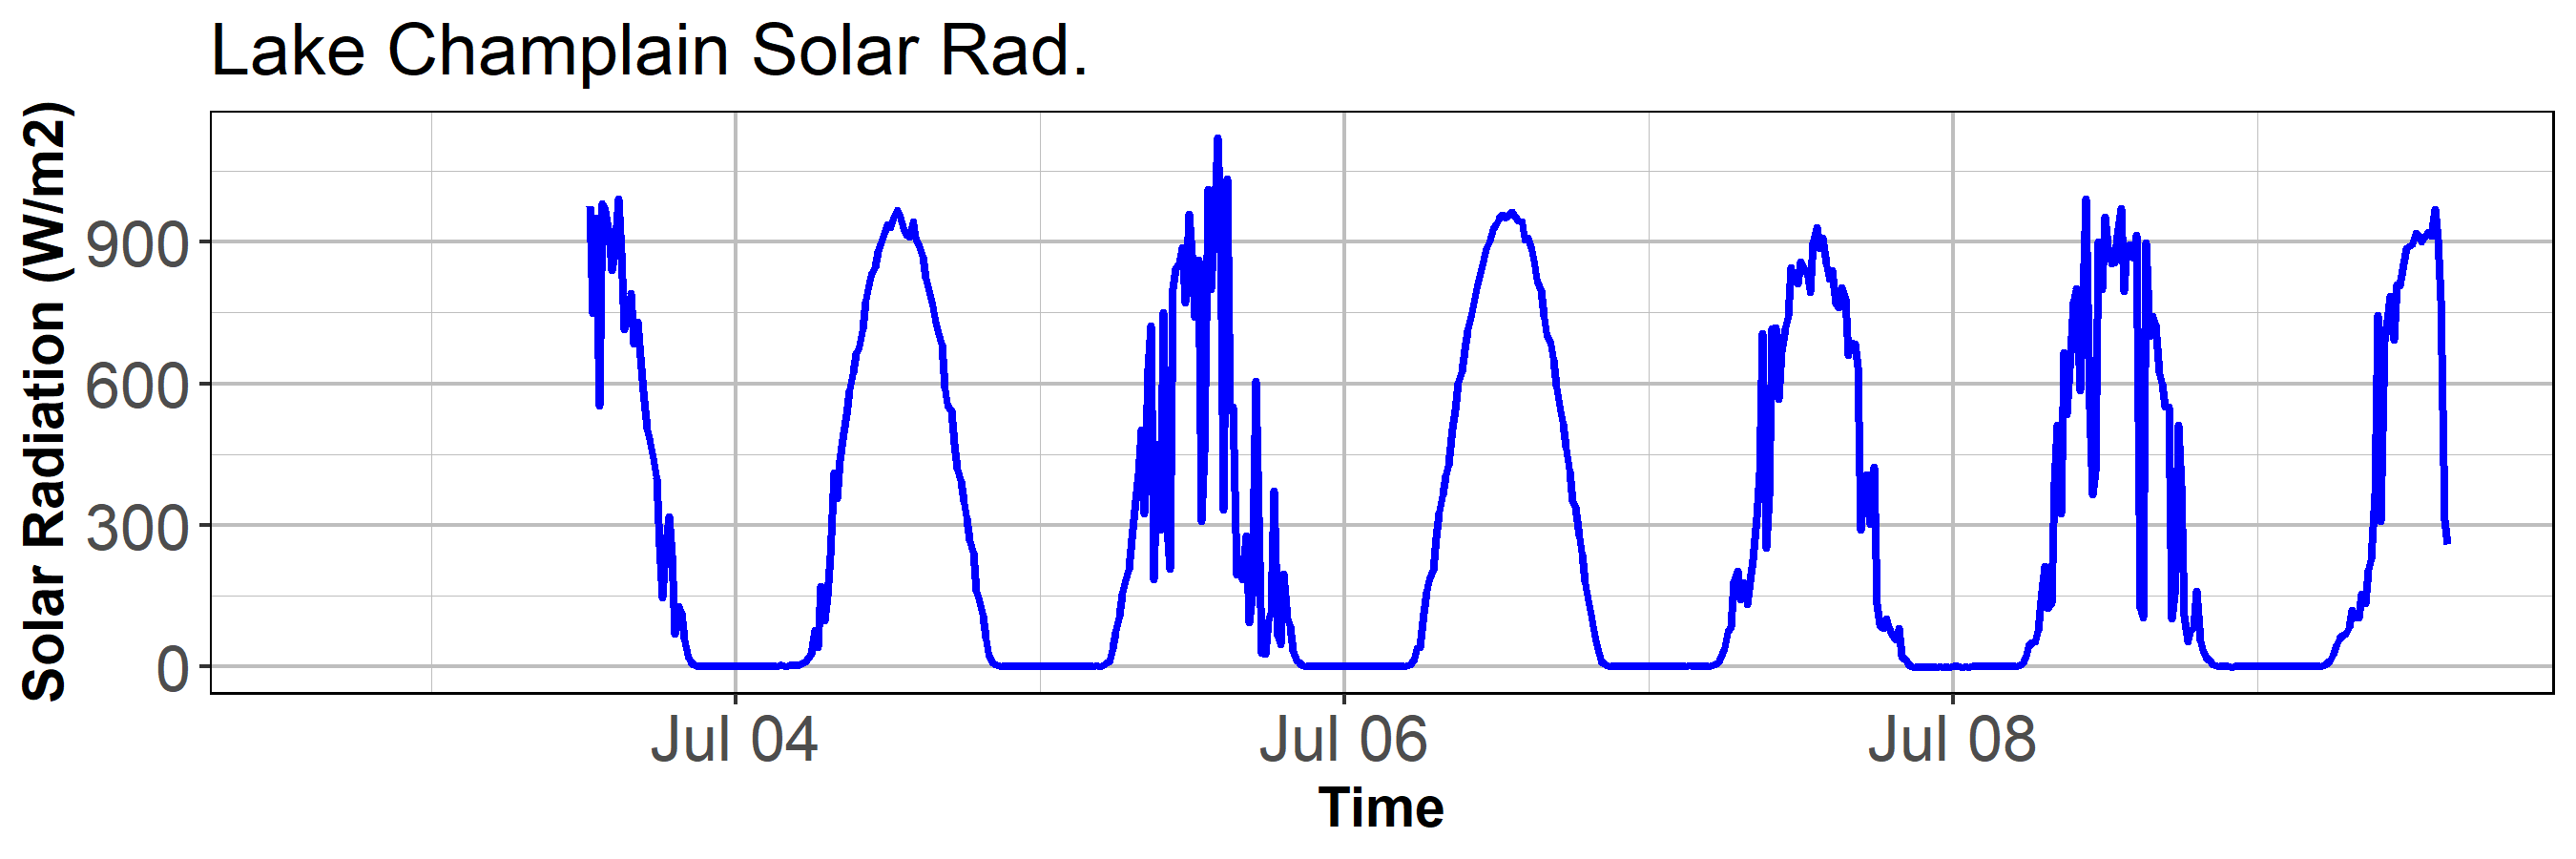 Lake Champlain Solar Rad.
Solar Radiation (W/m2)
900
600
300
0
Jul 04 Jul 06 Jul 08
Time